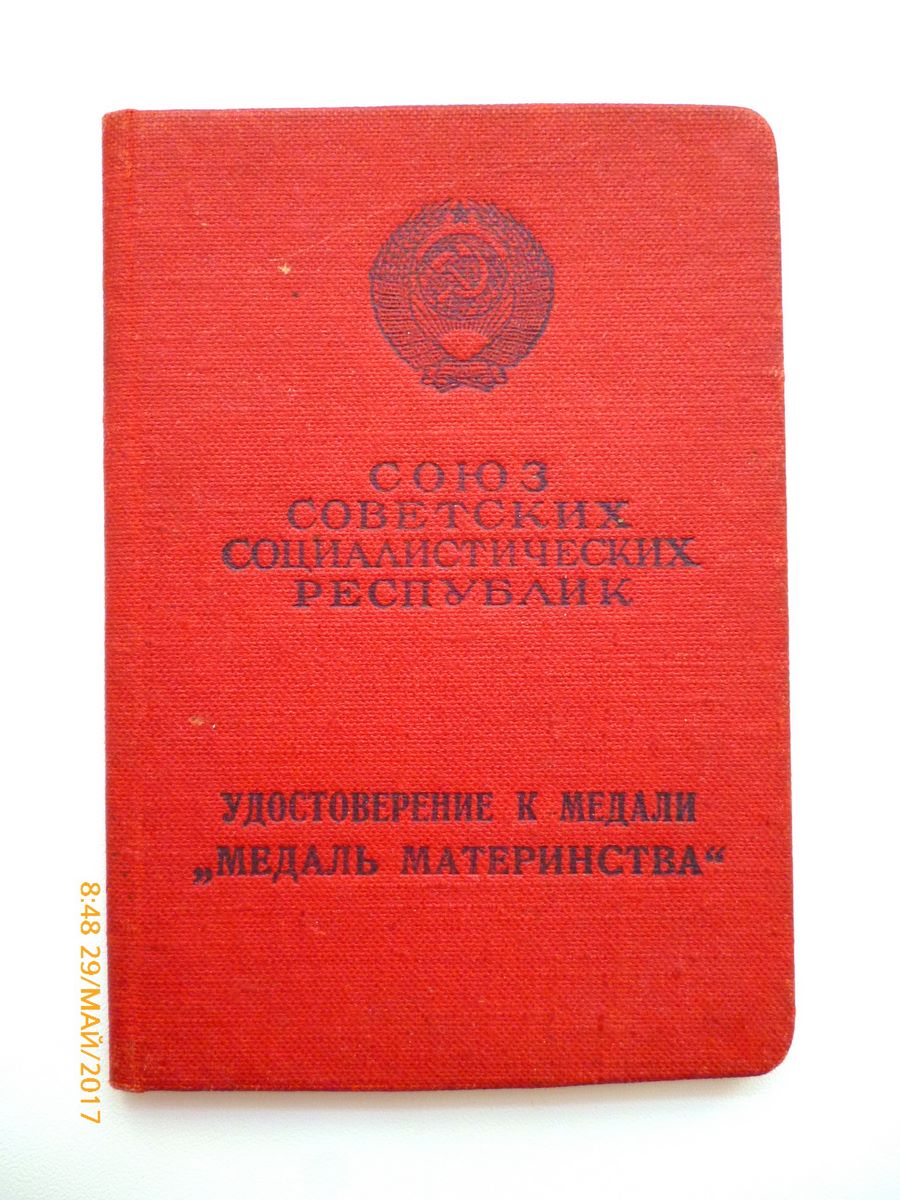 СОЮЗ
СОВЕТСКИХ
СОЦИАЛИСТИЧЕСКИХ
РЕСПУБЛИК
УДОСТОВЕРЕНИЕ К МЕДАЛИ
„МЕДАЛЬ МАТЕРИНСТВА“
8:48 29/МАЙ/2017